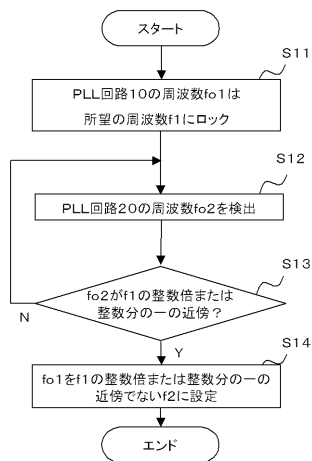 スタート
S11
PLL回路10の周波数fo1は
所望の周波数f1にロック
S12
PLL回路20の周波数fo2を検出
S13
fo2がf1の整数倍または
整数分の一の近傍?
N
Y
S14
fo1をf1の整数倍または整数分の一の
近傍でないf2に設定
エンド